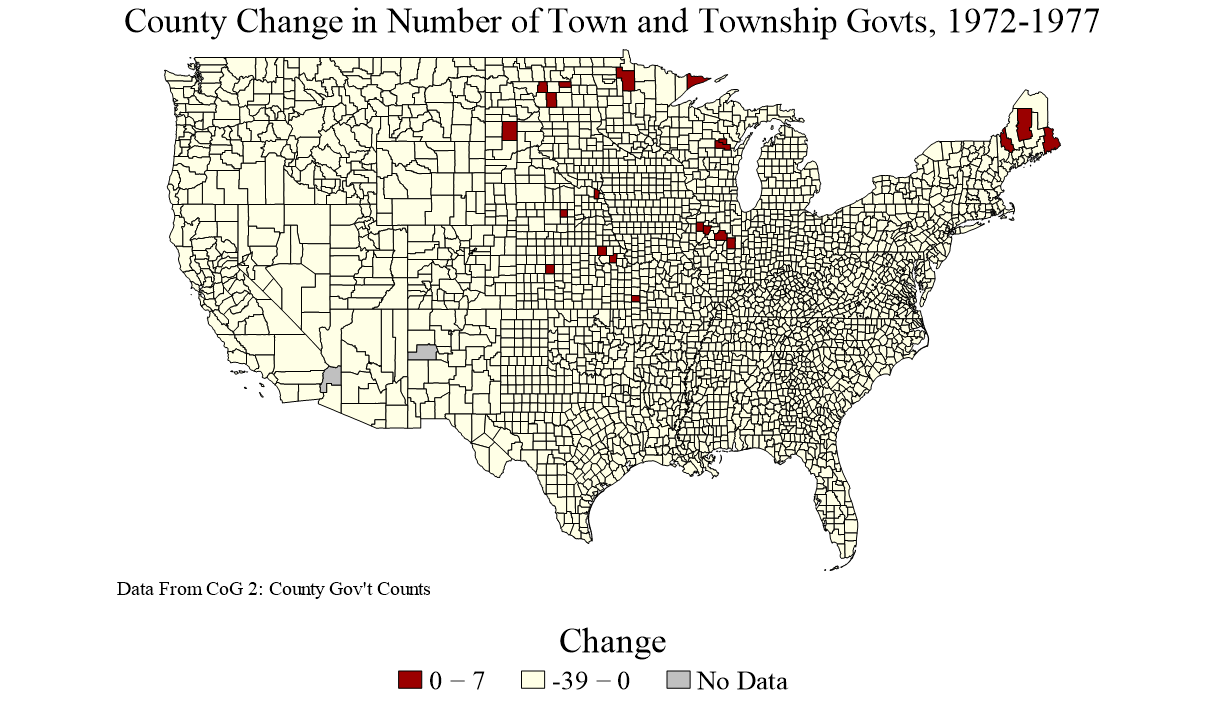 County Change in Number of Town and Township Govts, 1972-1977
Data From CoG 2: County Gov't Counts
Change
0 − 7 -39 − 0 No Data